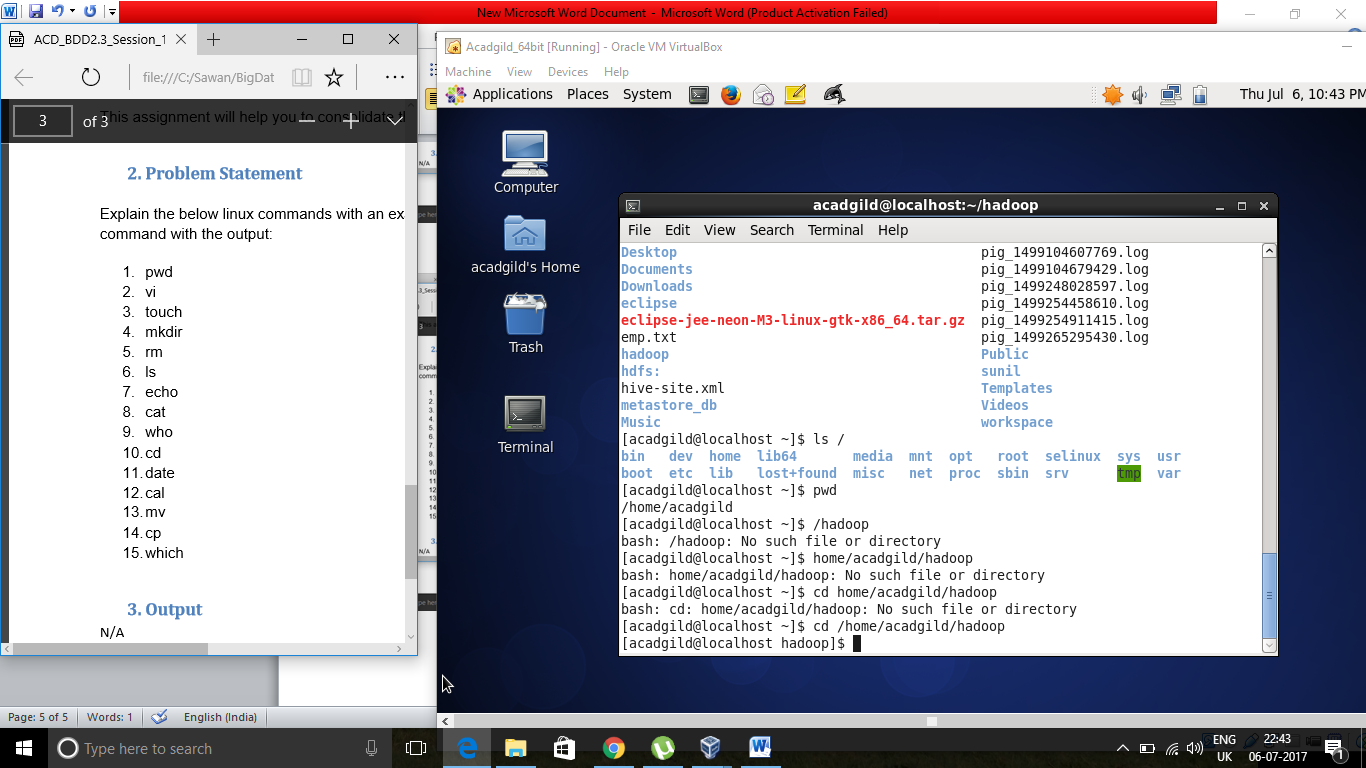 New Microsoft Word Document - Microsoft Word (Product Activation Failed)
ACD_BDD2.3_Session_1
file:///C:/Sawan/BigDat
3 of 3
This assignment will help you to consolidate t
2. Problem Statement
Explain the below linux commands with an ex
command with the output:
1. pwd
2. vi
3. touch
4. mkdir
5. rm
6. ls
7. echo
8. cat
9. who
10. cd
11. date
12. cal
13. mv
14. cp
15. which
3. Output
N/A
Page: 5 of 5 Words: 1 English (India)
Acadgild_64bit [Running] - Oracle VM VirtualBox
Machine View Devices Help
Applications Places System Thu Jul 6, 10:43 PM
Computer
acadgild's Home
Trash
Terminal
acadgild@localhost:~/hadoop
File Edit View Search Terminal Help
Desktop pig_1499104607769.log
Documents pig_1499104679429.log
Downloads pig_1499248028597.log
eclipse pig_1499254458610.log
eclipse-jee-neon-M3-linux-gtk-x86_64.tar.gz pig_1499254911415.log
emp.txt pig_1499265295430.log
hadoop Public
hdfs: sunil
hive-site.xml Templates
metastore_db Videos
Music workspace
[acadgild@localhost ~]$ ls /
bin dev home lib64 media mnt opt root selinux sys usr
boot etc lib lost+found misc net proc sbin srv tmp var
[acadgild@localhost ~]$ pwd
/home/acadgild
[acadgild@localhost ~]$ /hadoop
bash: /hadoop: No such file or directory
[acadgild@localhost ~]$ home/acadgild/hadoop
bash: home/acadgild/hadoop: No such file or directory
[acadgild@localhost ~]$ cd home/acadgild/hadoop
bash: cd: home/acadgild/hadoop: No such file or directory
[acadgild@localhost ~]$ cd /home/acadgild/hadoop
[acadgild@localhost hadoop]$
Type here to search
ENG 22:43
UK 06-07-2017
1